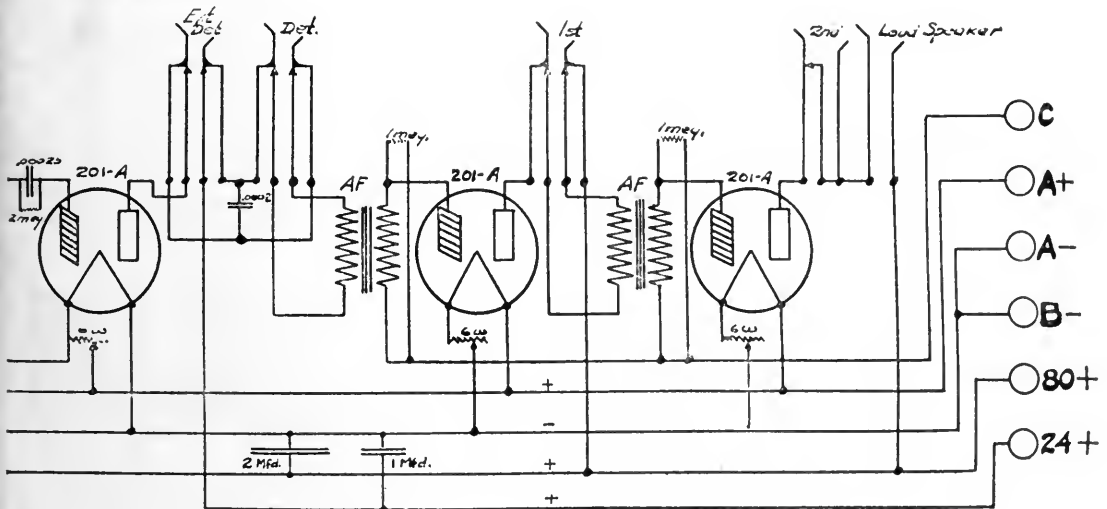 Ext
Det
Det.
1st
2nd
Loud Speaker
.00025
2 meg
201-A
.0002
AF
1 meg.
201-A
AF
1 meg.
201-A
6 ω
6 ω
6 ω
C
A+
A-
B-
80+
24+
+
-
+
+
2 Mfd.
1 Mfd.